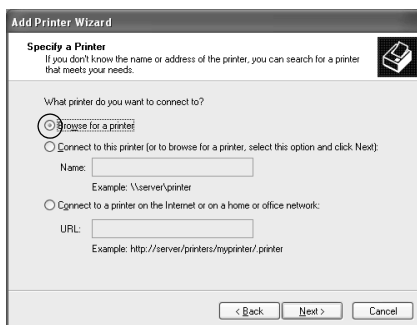 Add Printer Wizard
Specify a Printer
If you don't know the name or address of the printer, you can search for a printer
that meets your needs.
What printer do you want to connect to?
Browse for a printer
Connect to this printer (or to browse for a printer, select this option and click Next):
Name:
Example: \\server\printer
Connect to a printer on the Internet or on a home or office network:
URL:
Example: http://server/printers/myprinter/.printer
< Back Next > Cancel